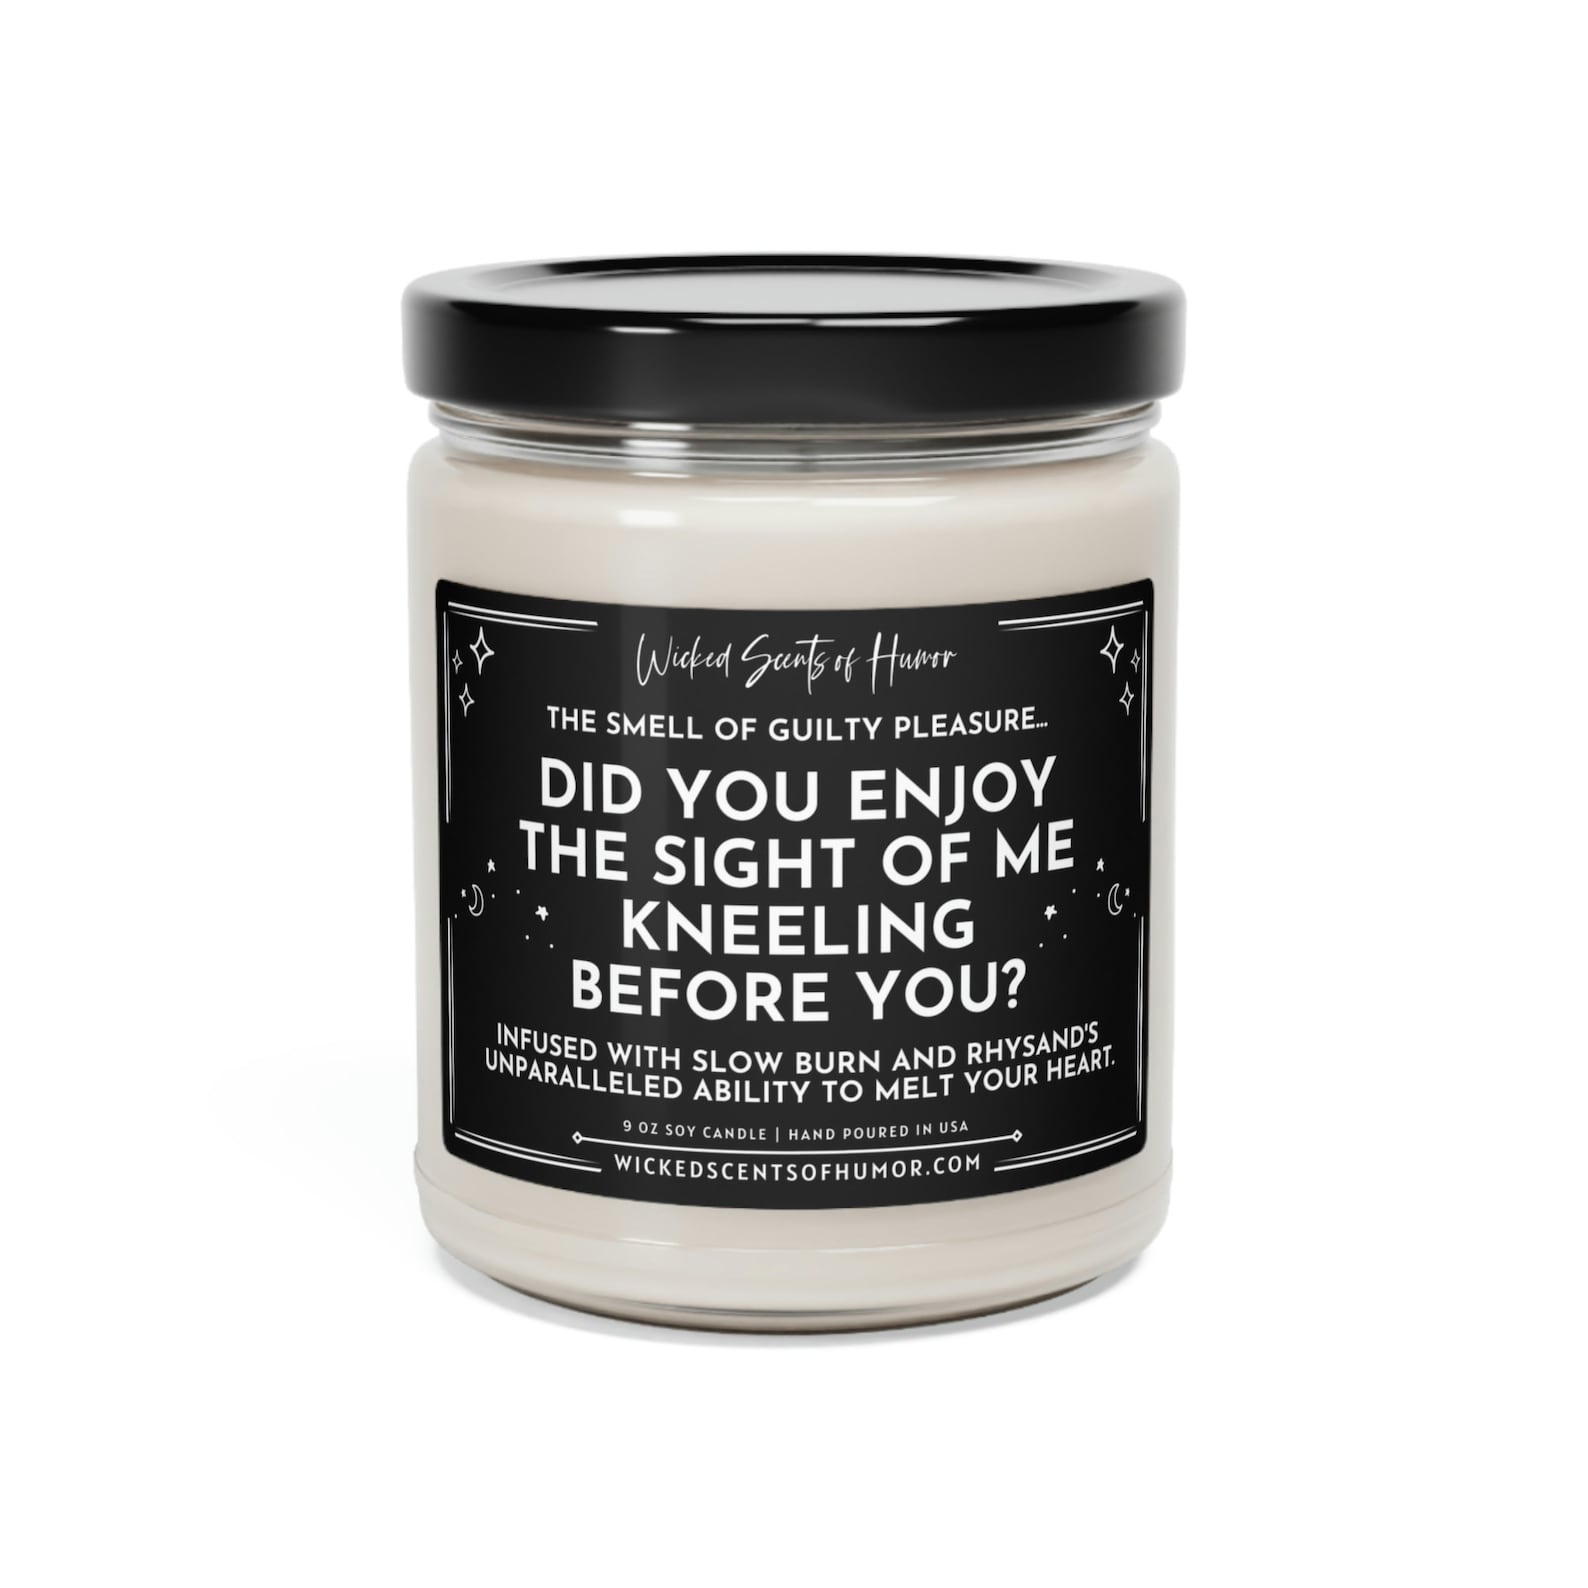 Wicked Scents of Humor
THE SMELL OF GUILTY PLEASURE...
DID YOU ENJOY
THE SIGHT OF ME
KNEELING
BEFORE YOU?
INFUSED WITH SLOW BURN AND RHYSAND'S
UNPARALLELED ABILITY TO MELT YOUR HEART.
9 OZ SOY CANDLE | HAND POURED IN USA
WICKEDSCENTSOFHUMOR.COM